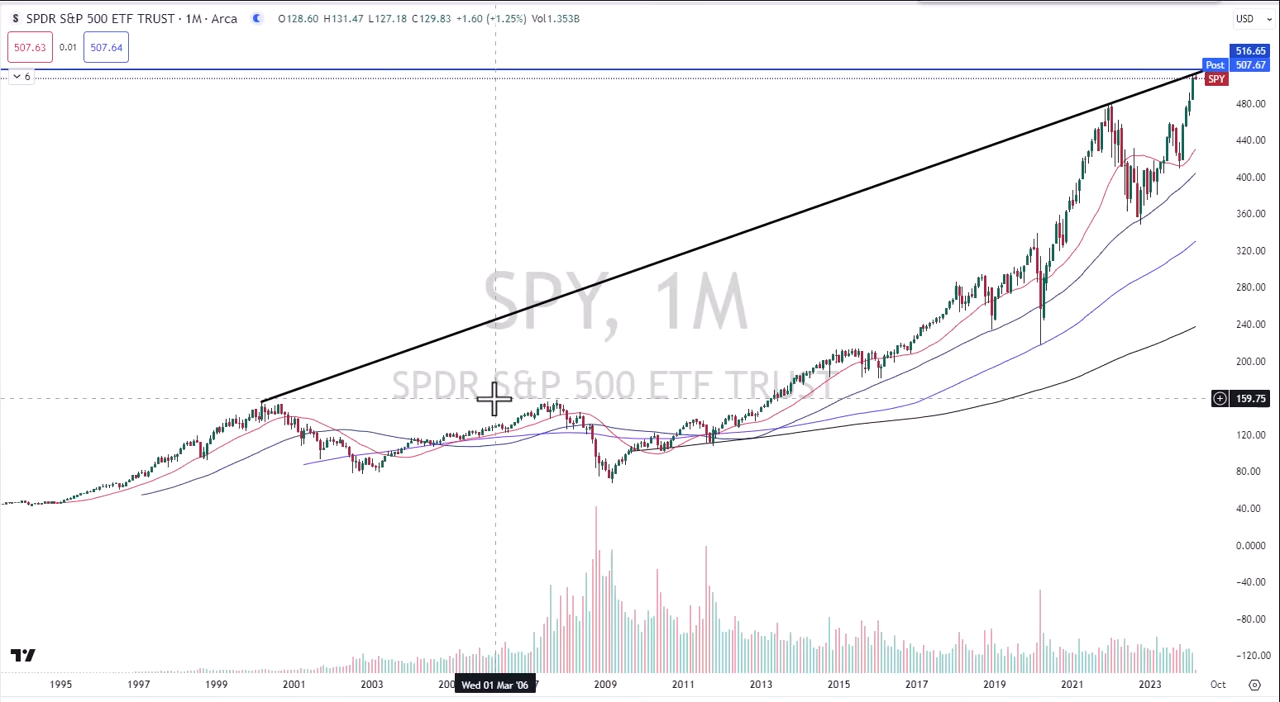 S SPDR S&P 500 ETF TRUST · 1M · Arca O128.60 H131.47 L127.18 C129.83 +1.60 (+1.25%) Vol1.353B USD
507.63 0.01 507.64
516.65
Post 507.67
6
SPY
480.00
440.00
400.00
360.00
320.00
SPY, 1M
280.00
240.00
200.00
SPDR S&P 500 ETF TRUST
159.75
120.00
80.00
40.00
0.0000
−40.00
−80.00
−120.00
1995 1997 1999 2001 2003 Wed 01 Mar '06 2009 2011 2013 2015 2017 2019 2021 2023 Oct